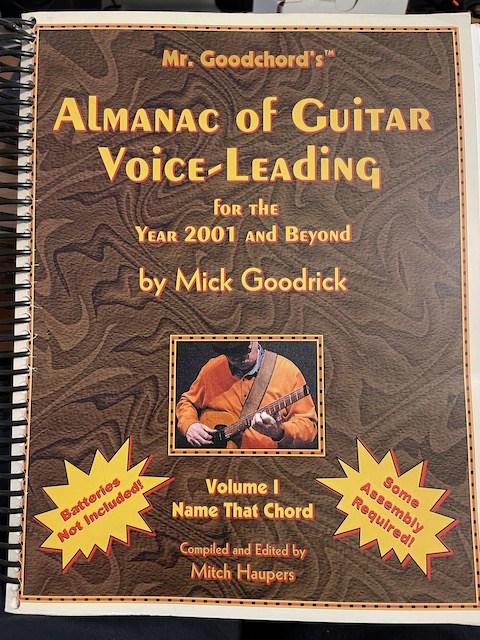 Mr. Goodchord's™
Almanac of Guitar
Voice-Leading
for the
Year 2001 and Beyond
by Mick Goodrick
Volume I
Name That Chord
Batteries
Not Included!
Some
Assembly
Required!
Compiled and Edited by
Mitch Haupers